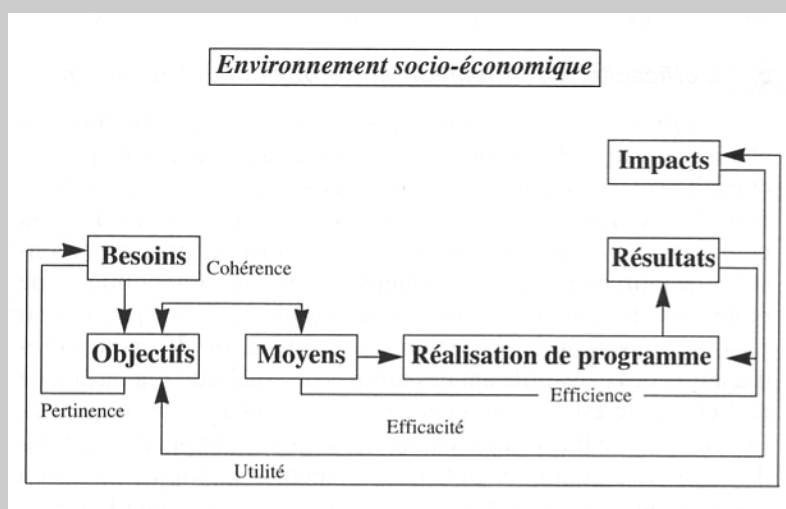 Environnement socio-économique
Impacts
Besoins
Cohérence
Résultats
Objectifs
Moyens
Réalisation de programme
Pertinence
Efficience
Efficacité
Utilité